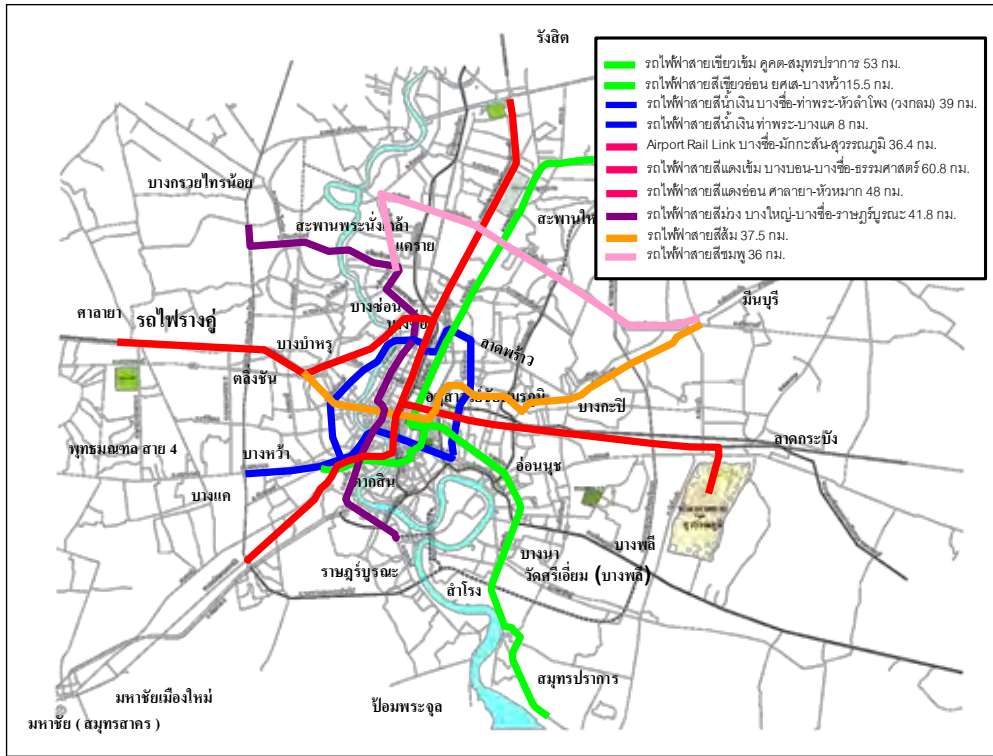 รังสิต
รถไฟฟ้าสายเขียวเข้ม คูคต-สมุทรปราการ 53 กม.
รถไฟฟ้าสายสีเขียวอ่อน ยศเส-บางหว้า15.5 กม.
รถไฟฟ้าสายสีน้ำเงิน บางซื่อ-ท่าพระ-หัวลำโพง (วงกลม) 39 กม.
รถไฟฟ้าสายสีน้ำเงิน ท่าพระ-บางแค 8 กม.
Airport Rail Link บางซื่อ-มักกะสัน-สุวรรณภูมิ 36.4 กม.
รถไฟฟ้าสายสีแดงเข้ม บางบอน-บางซื่อ-ธรรมศาสตร์ 60.8 กม.
รถไฟฟ้าสายสีแดงอ่อน ศาลายา-หัวหมาก 48 กม.
รถไฟฟ้าสายสีม่วง บางใหญ่-บางซื่อ-ราษฎร์บูรณะ 41.8 กม.
รถไฟฟ้าสายสีส้ม 37.5 กม.
รถไฟฟ้าสายสีชมพู 36 กม.
บางกรวยไทรน้อย
สะพานให
สะพานพระนั่งเกล้า
แคราย
มีนบุรี
ศาลายา
รถไฟรางคู่
บางซ่อน
บางบำหรุ
ลาดพร้าว
ตลิ่งชัน
บางกะปิ
ลาดกระบัง
พุทธมณฑล สาย 4
บางหว้า
อ่อนนุช
ตากสิน
บางแค
บางนา
บางพลี
วัดศรีเอี่ยม (บางพลี)
ราษฎร์บูรณะ
สำโรง
สมุทรปราการ
มหาชัยเมืองใหม่
ป้อมพระจุล
มหาชัย ( สมุทรสาคร )